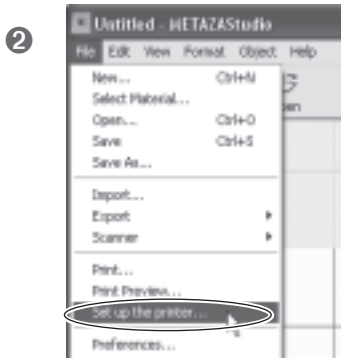 2
Untitled - METAZAStudio
File Edit View Format Object Help
New... Ctrl+N
Select Material...
Open... Ctrl+O
Save Ctrl+S
Save As...
Import...
Export
Scanner
Print...
Print Preview...
Set up the printer...
Preferences...